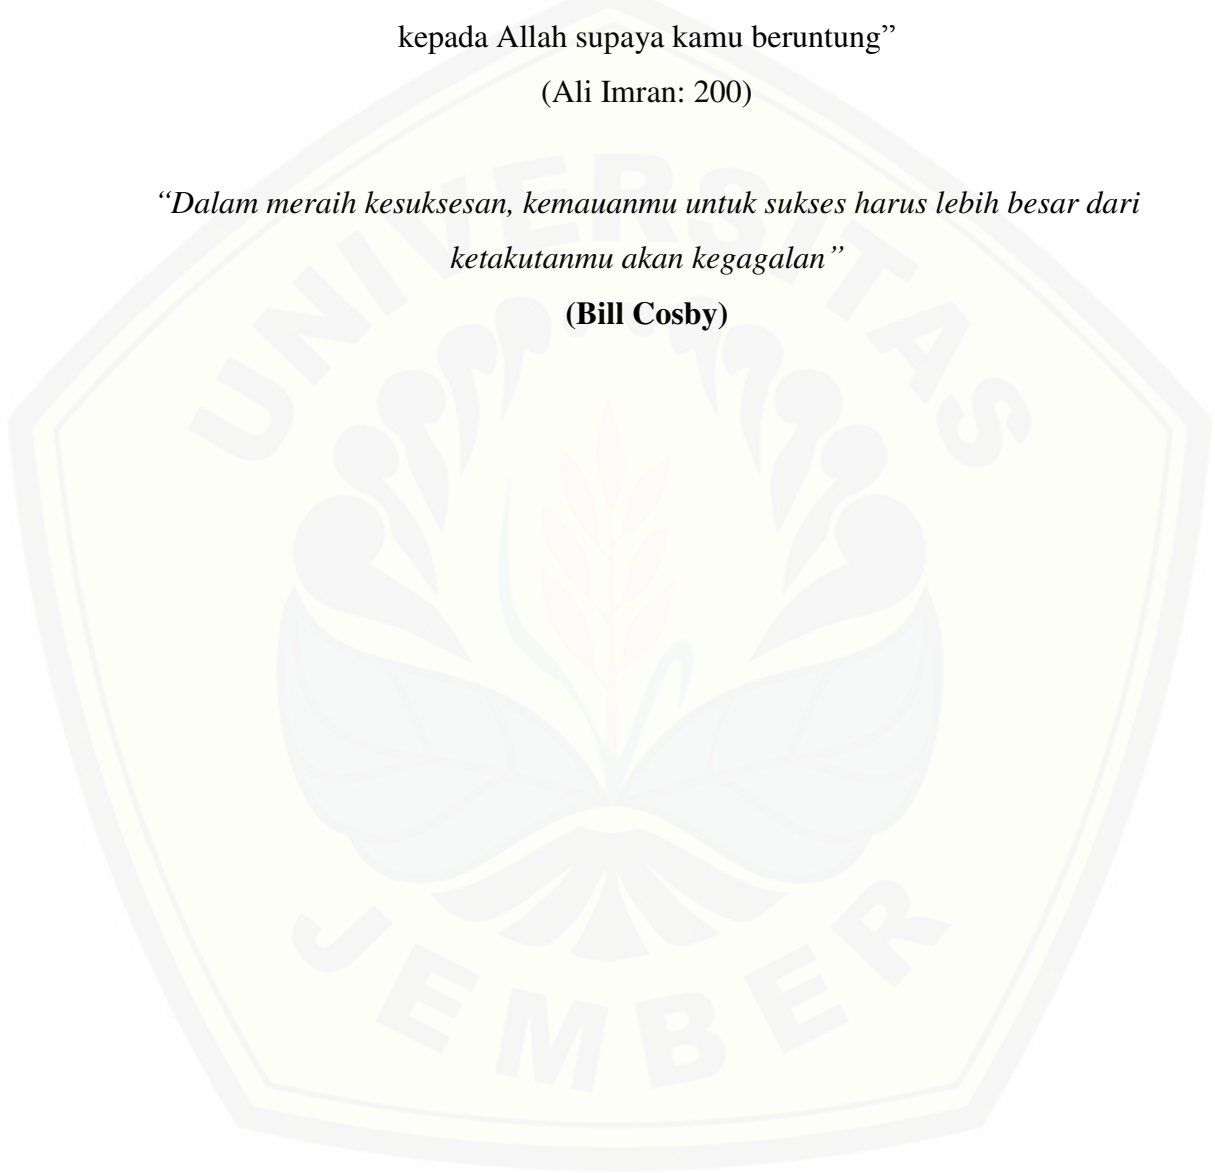 kepada Allah supaya kamu beruntung”
(Ali Imran: 200)
“Dalam meraih kesuksesan, kemauanmu untuk sukses harus lebih besar dari
ketakutanmu akan kegagalan”
(Bill Cosby)
UNIVERSITAS
JEMBER